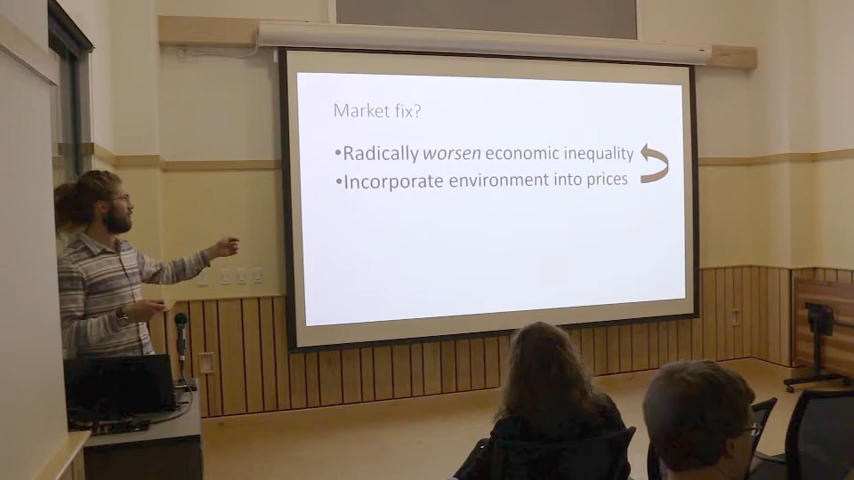 Market fix?
•Radically worsen economic inequality
•Incorporate environment into prices